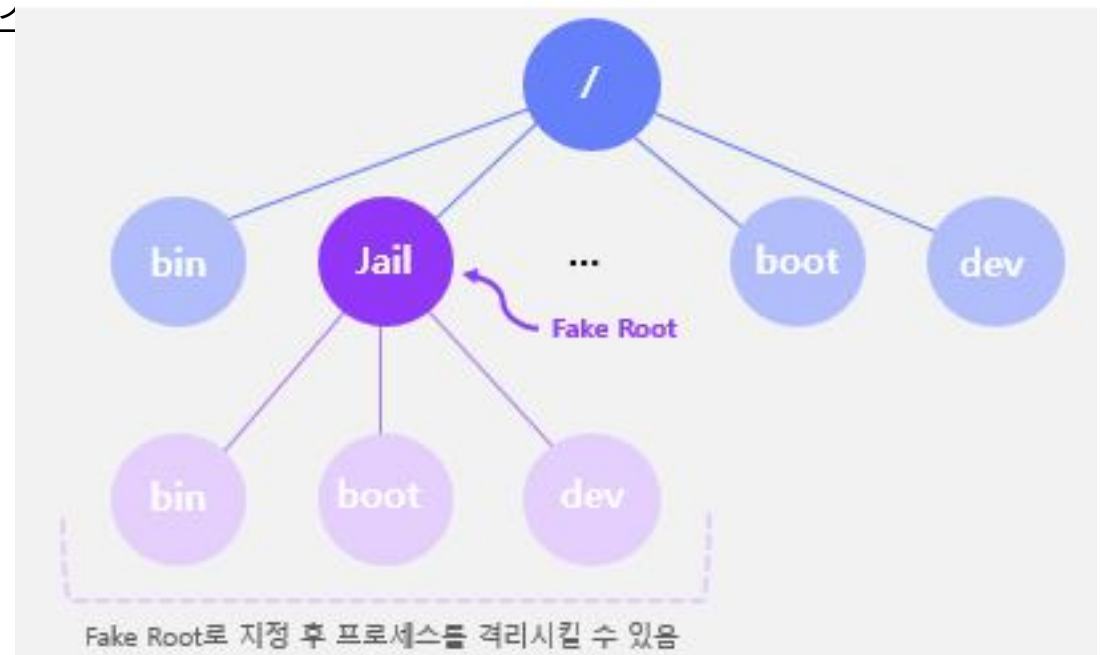 /
bin
Jail
...
boot
dev
Fake Root
bin
boot
dev
Fake Root로 지정 후 프로세스를 격리시킬 수 있음